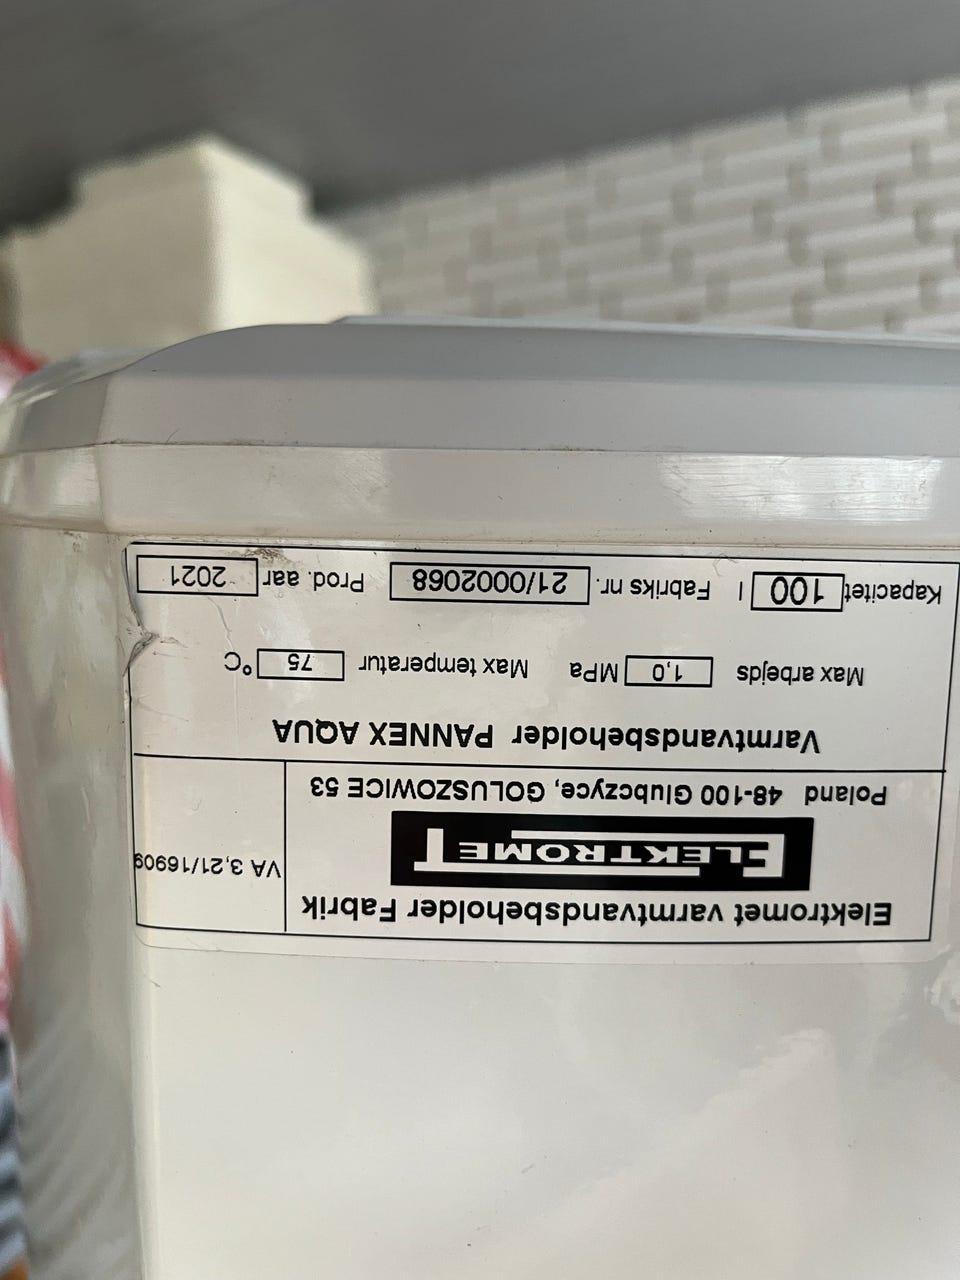 Elektromet varmtvandsbeholder Fabrik
ELEKTROMET
Poland 48-100 Glubczyce, GOLUSZOWICE 53
VA 3,21/16909
Varmtvandsbeholder PANNEX AQUA
Max arbejds 1,0 MPa Max temperatur 75 °C
Kapacitet 100 l Fabriks nr. 21/0002068 Prod. aar 2021